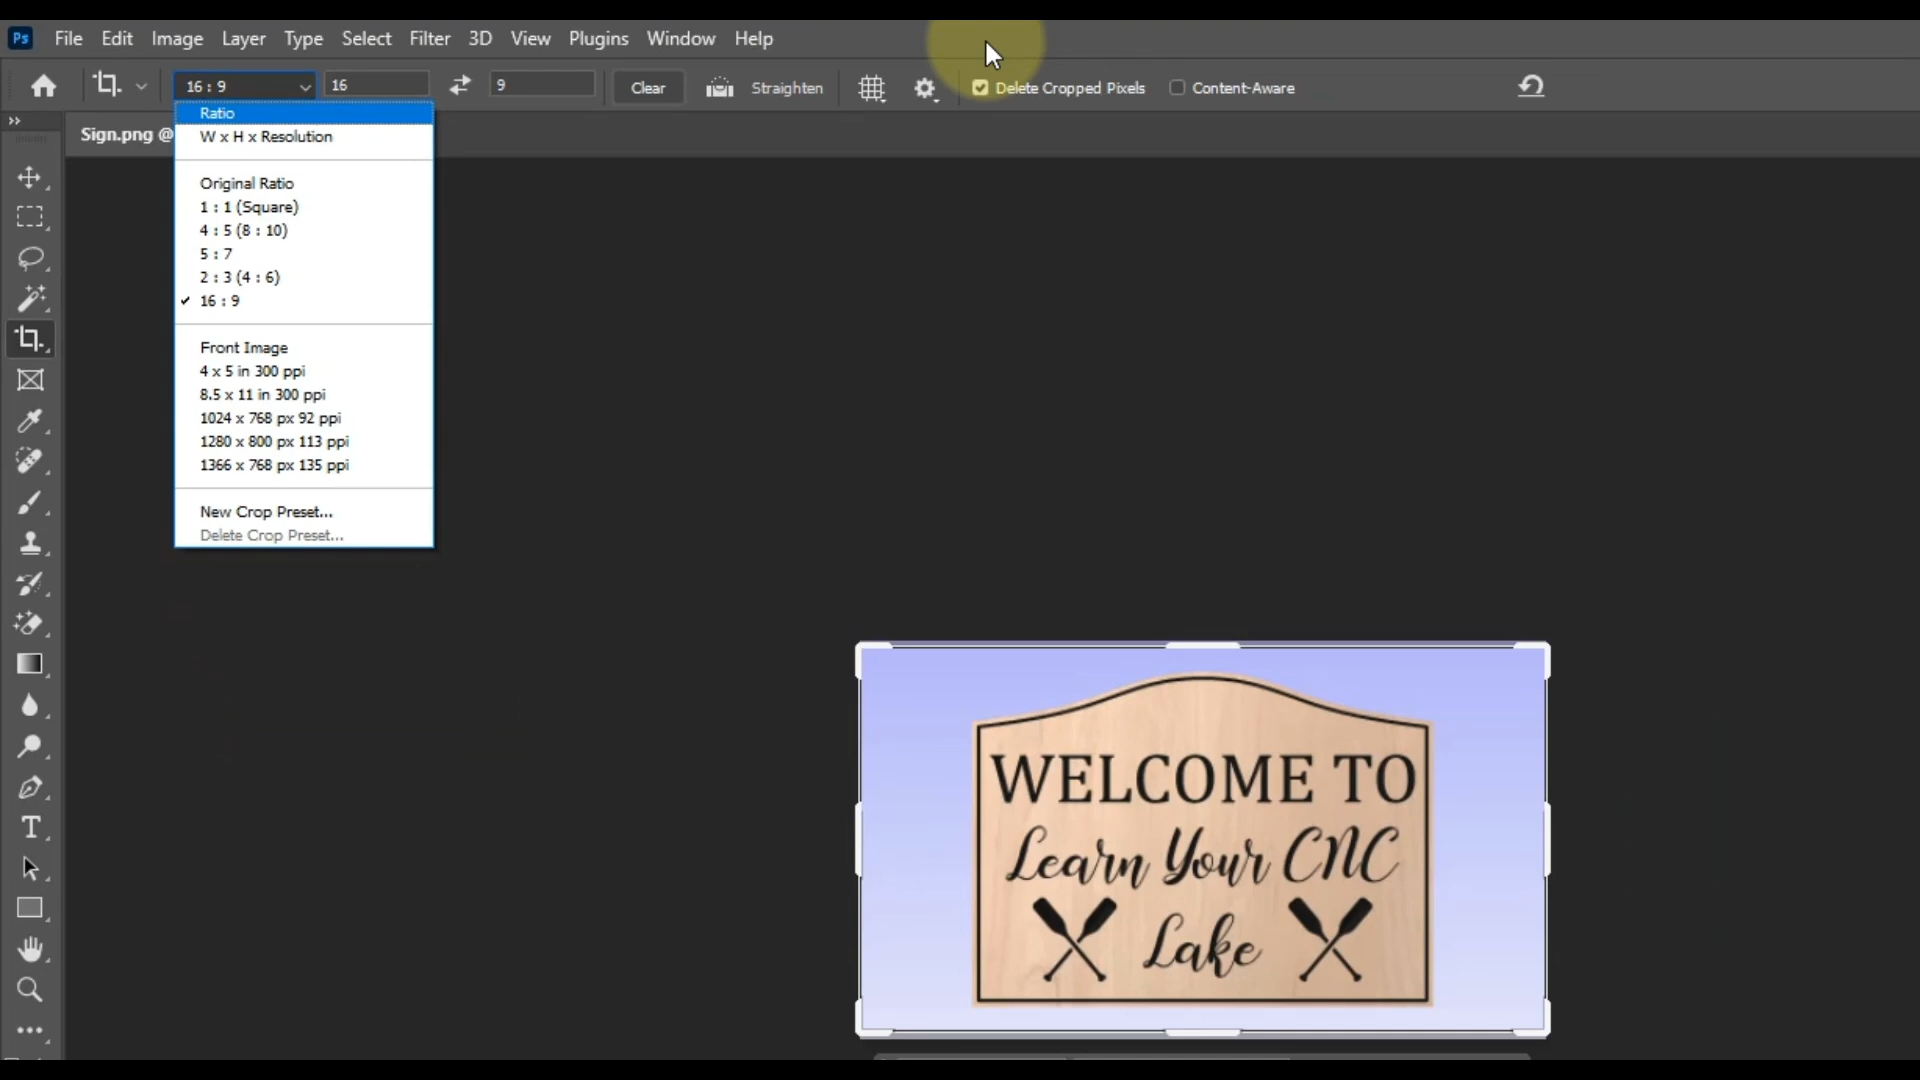 Ps File Edit Image Layer Type Select Filter 3D View Plugins Window Help
16 : 9 16 9 Clear Straighten Delete Cropped Pixels Content-Aware
Sign.png @
Ratio
W x H x Resolution
Original Ratio
1 : 1 (Square)
4 : 5 (8 : 10)
5 : 7
2 : 3 (4 : 6)
16 : 9
Front Image
4 x 5 in 300 ppi
8.5 x 11 in 300 ppi
1024 x 768 px 92 ppi
1280 x 800 px 113 ppi
1366 x 768 px 135 ppi
New Crop Preset...
Delete Crop Preset...
WELCOME TO
Learn Your CNC
Lake